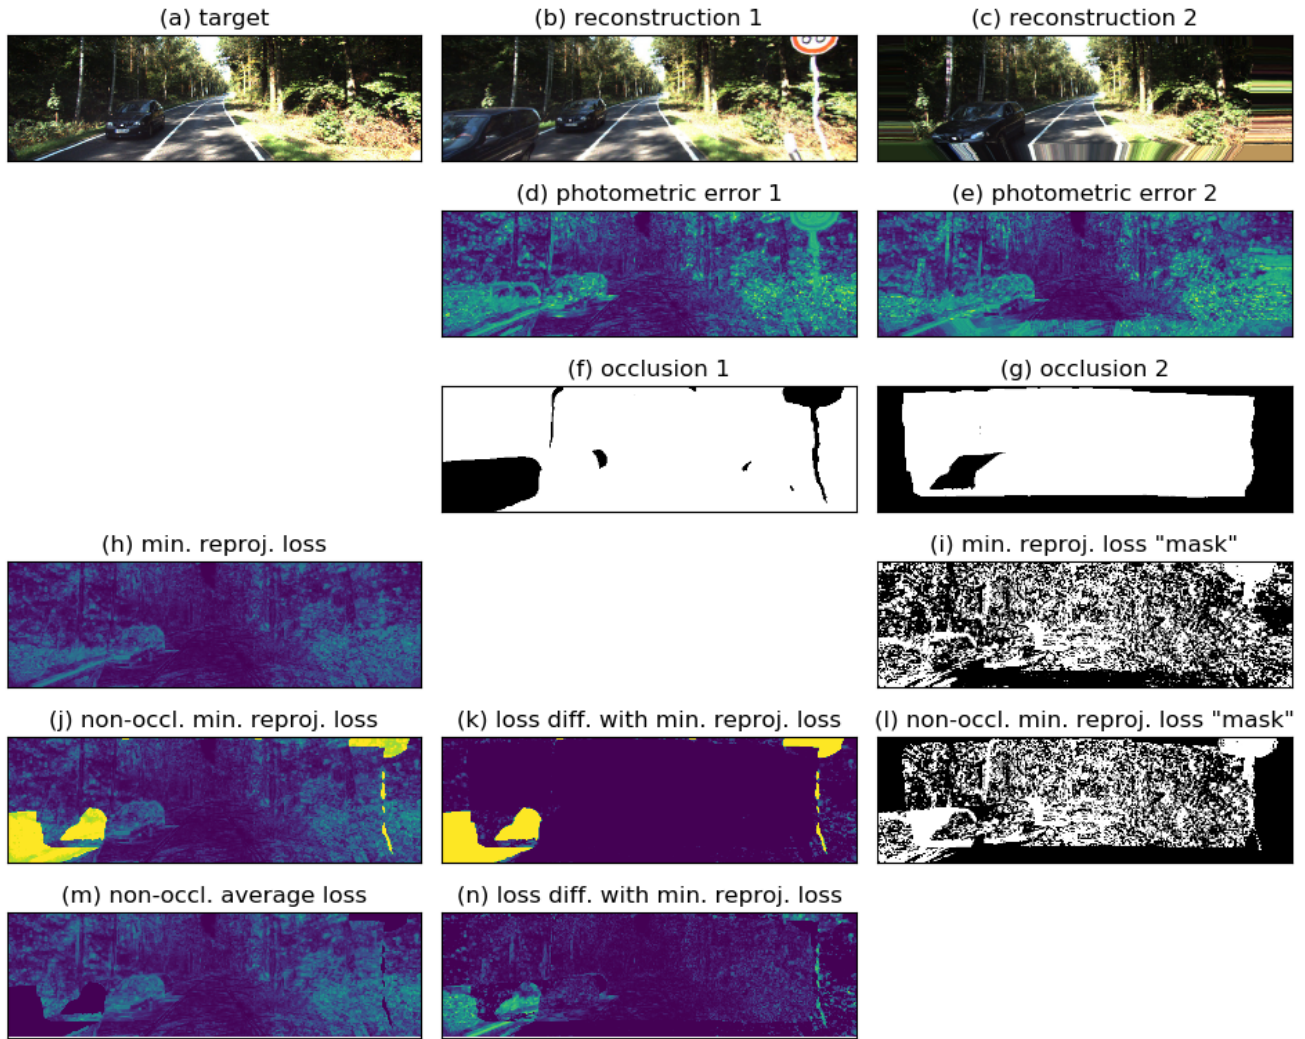 (a) target
(b) reconstruction 1
(c) reconstruction 2
(d) photometric error 1
(e) photometric error 2
(f) occlusion 1
(g) occlusion 2
(h) min. reproj. loss
(i) min. reproj. loss "mask"
(j) non-occl. min. reproj. loss
(k) loss diff. with min. reproj. loss
(l) non-occl. min. reproj. loss "mask"
(m) non-occl. average loss
(n) loss diff. with min. reproj. loss